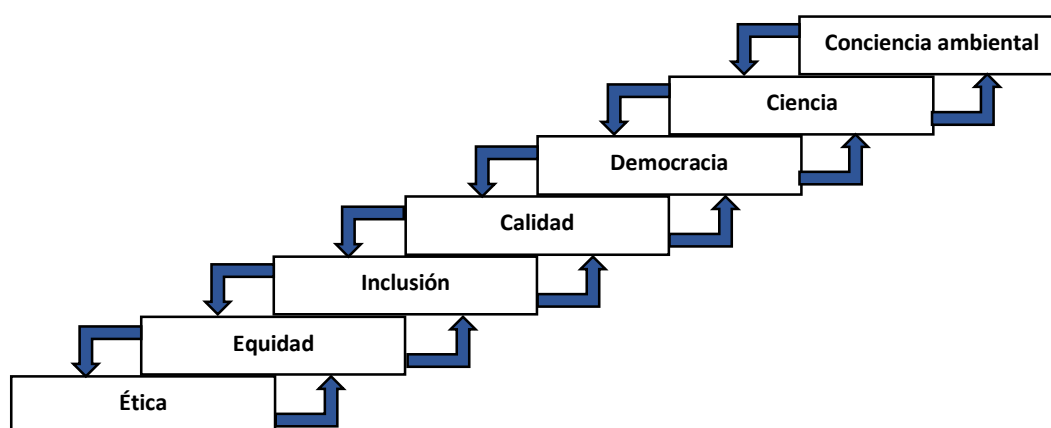 Conciencia ambiental
Ciencia
Democracia
Calidad
Inclusión
Equidad
Ética